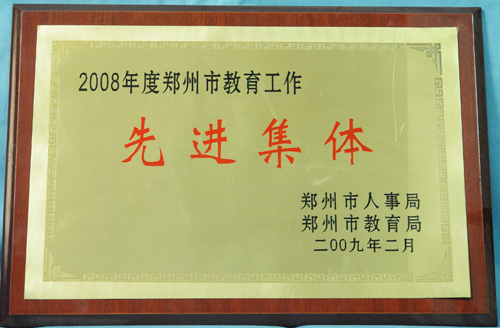 2008年度郑州市教育工作
先进集体
郑州市人事局
郑州市教育局
二00九年二月